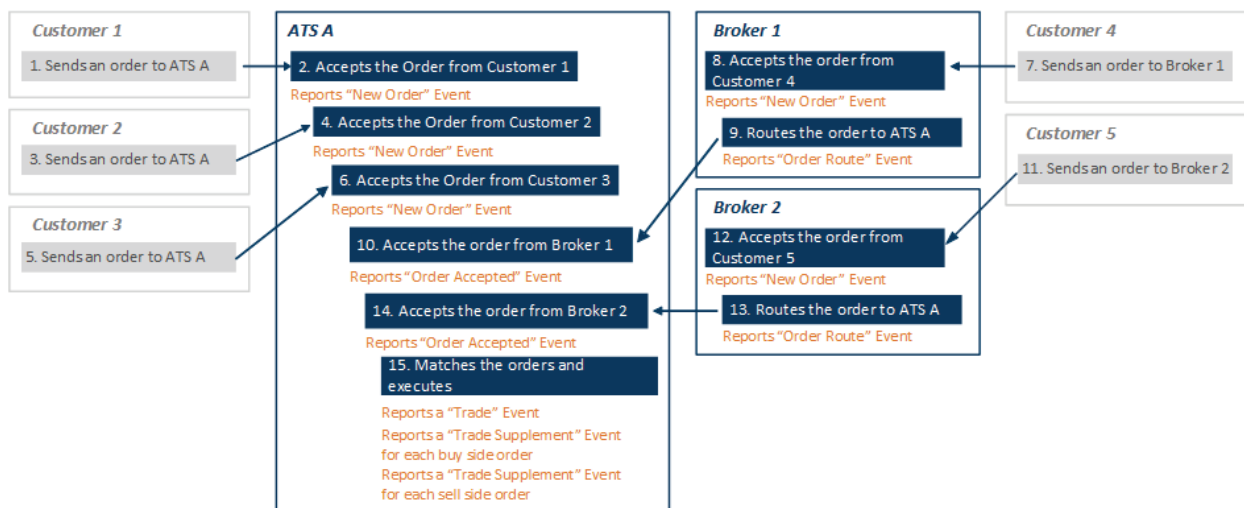 Customer 1
1. Sends an order to ATS A
Customer 2
3. Sends an order to ATS A
Customer 3
5. Sends an order to ATS A
ATS A
2. Accepts the Order from Customer 1
Reports “New Order” Event
4. Accepts the Order from Customer 2
Reports “New Order” Event
6. Accepts the Order from Customer 3
Reports “New Order” Event
10. Accepts the order from Broker 1
Reports “Order Accepted” Event
14. Accepts the order from Broker 2
Reports “Order Accepted” Event
15. Matches the orders and
executes
Reports a “Trade” Event
Reports a “Trade Supplement” Event
for each buy side order
Reports a “Trade Supplement” Event
for each sell side order
Broker 1
8. Accepts the order from
Customer 4
Reports “New Order” Event
9. Routes the order to ATS A
Reports “Order Route” Event
Broker 2
12. Accepts the order from
Customer 5
Reports “New Order” Event
13. Routes the order to ATS A
Reports “Order Route” Event
Customer 4
7. Sends an order to Broker 1
Customer 5
11. Sends an order to Broker 2